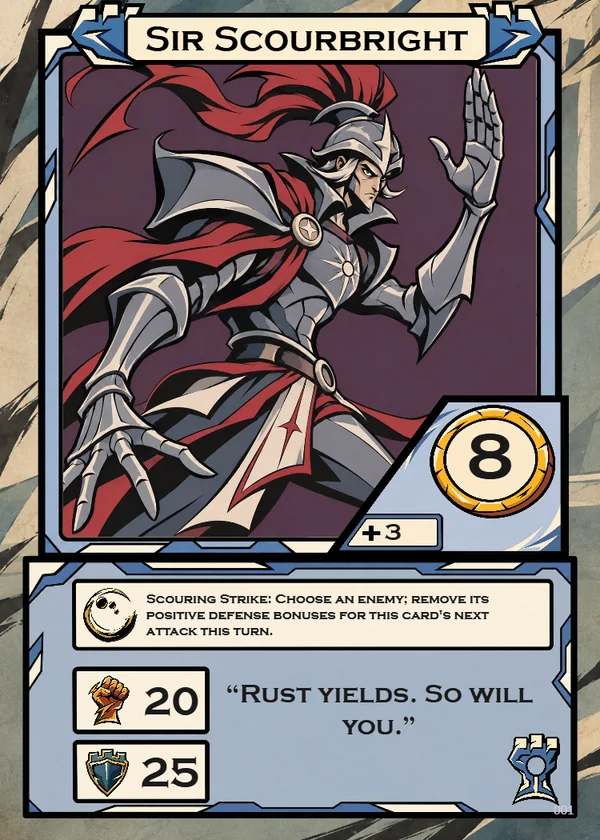 Sir Scourbright
8
+3
Scouring Strike: Choose an enemy; remove its
positive defense bonuses for this card's next
attack this turn.
20
“Rust yields. So will
you.”
25
001